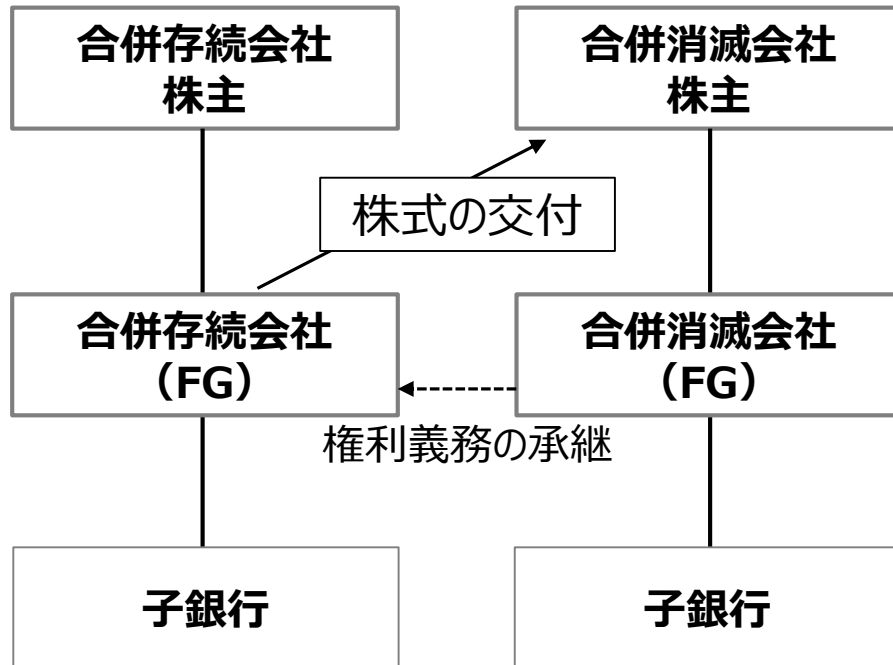 合併存続会社
株主
合併消滅会社
株主
株式の交付
合併存続会社
（FG）
合併消滅会社
（FG）
権利義務の承継
子銀行
子銀行